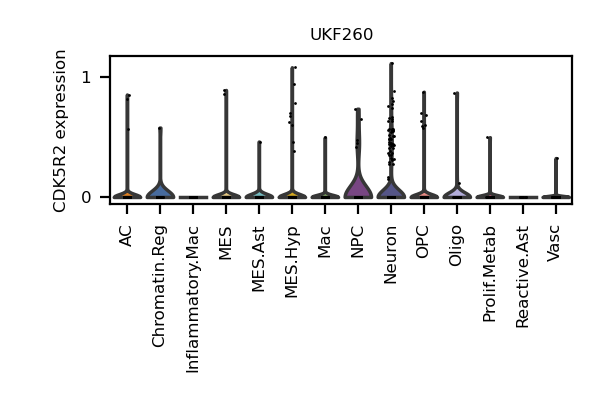 UKF260
CDK5R2 expression
1
0
AC
Chromatin.Reg
Inflammatory.Mac
MES
MES.Ast
MES.Hyp
Mac
NPC
Neuron
OPC
Oligo
Prolif.Metab
Reactive.Ast
Vasc